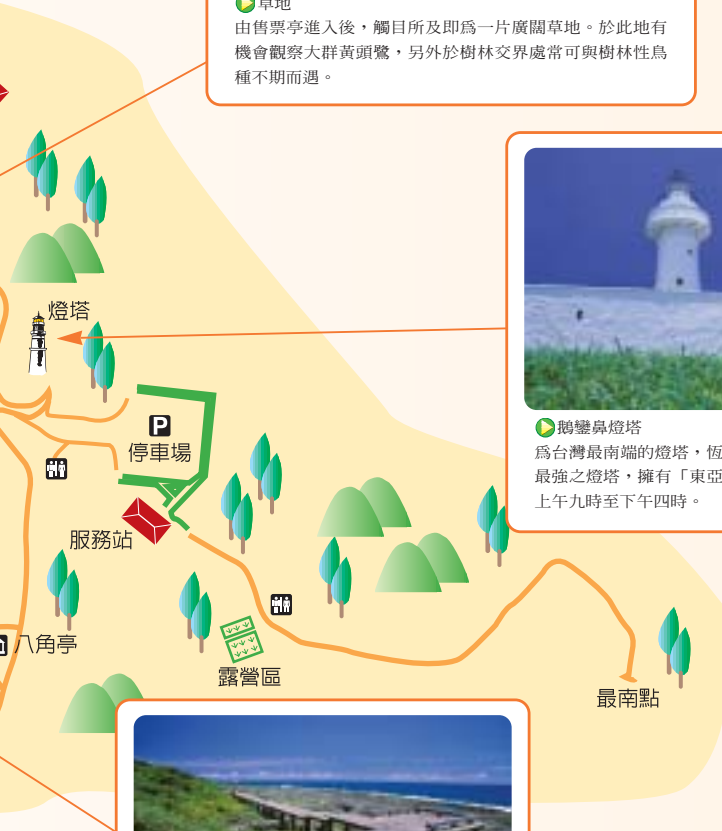 草地
由售票亭進入後，觸目所及即爲一片廣闊草地。於此地有
機會觀察大群黃頭鷺，另外於樹林交界處常可與樹林性鳥
種不期而遇。
燈塔
鵝鑾鼻燈塔
爲台灣最南端的燈塔，恆
最強之燈塔，擁有「東亞
上午九時至下午四時。
P
停車場
服務站
八角亭
露營區
最南點